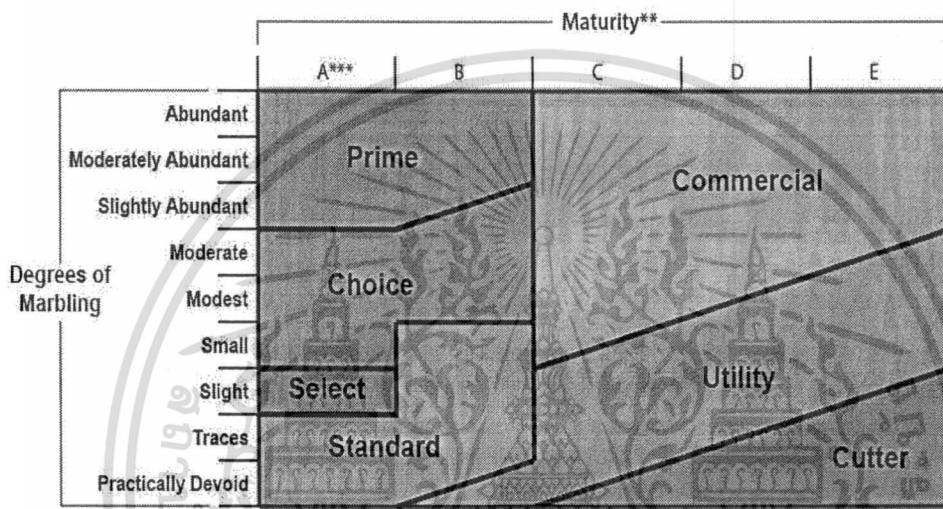 Maturity**
A*** B C D E
Abundant
Moderately Abundant
Prime
Commercial
Slightly Abundant
Moderate
Degrees of
Marbling
Choice
Modest
Small
Slight
Select
Utility
Traces
Standard
Cutter
Practically Devoid